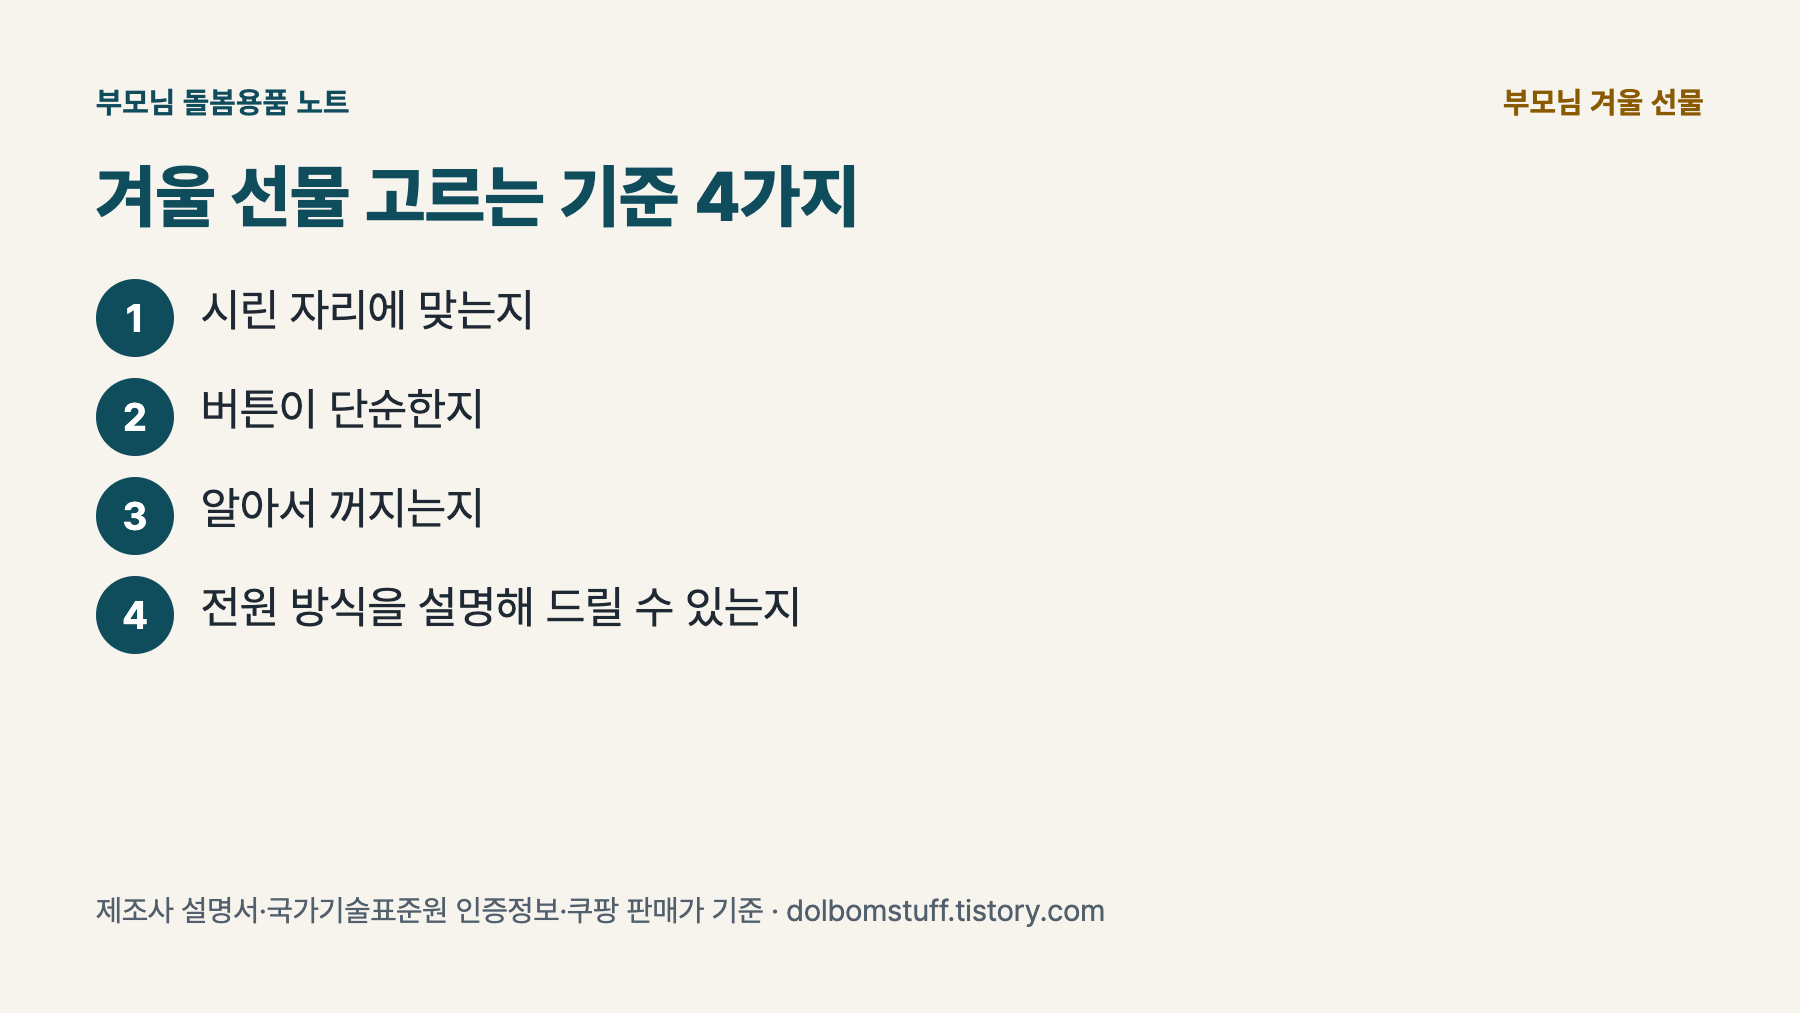 부모님 돌봄용품 노트
부모님 겨울 선물
겨울 선물 고르는 기준 4가지
1 시린 자리에 맞는지
2 버튼이 단순한지
3 알아서 꺼지는지
4 전원 방식을 설명해 드릴 수 있는지
제조사 설명서·국가기술표준원 인증정보·쿠팡 판매가 기준 · dolbomstuff.tistory.com